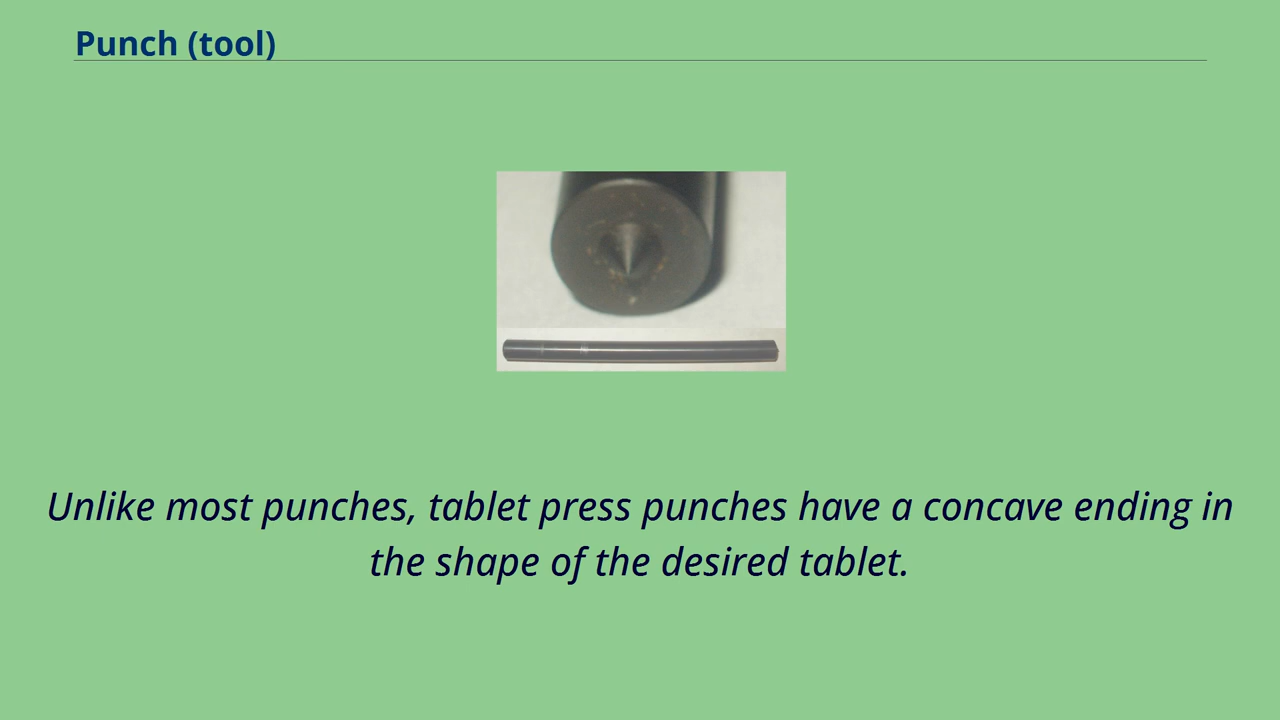 Punch (tool)
Unlike most punches, tablet press punches have a concave ending in
the shape of the desired tablet.